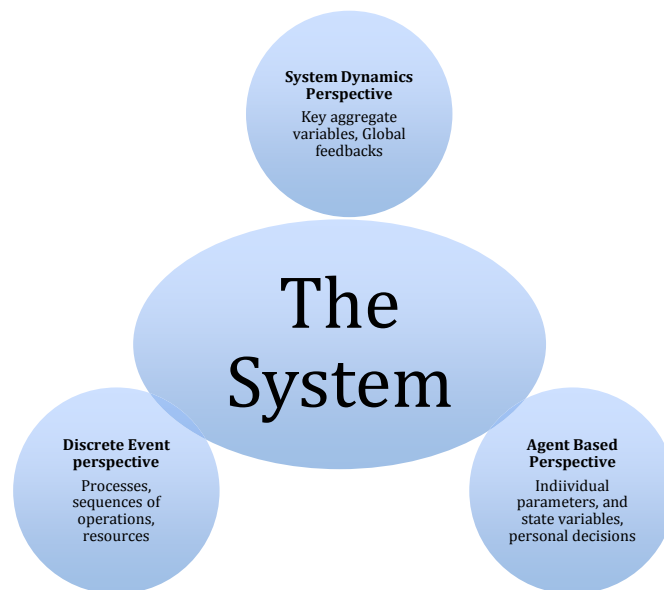 System Dynamics
Perspective
Key aggregate
variables, Global
feedbacks
The
System
Discrete Event
perspective
Processes,
sequences of
operations,
resources
Agent Based
Perspective
Indiividual
parameters, and
state variables,
personal decisions